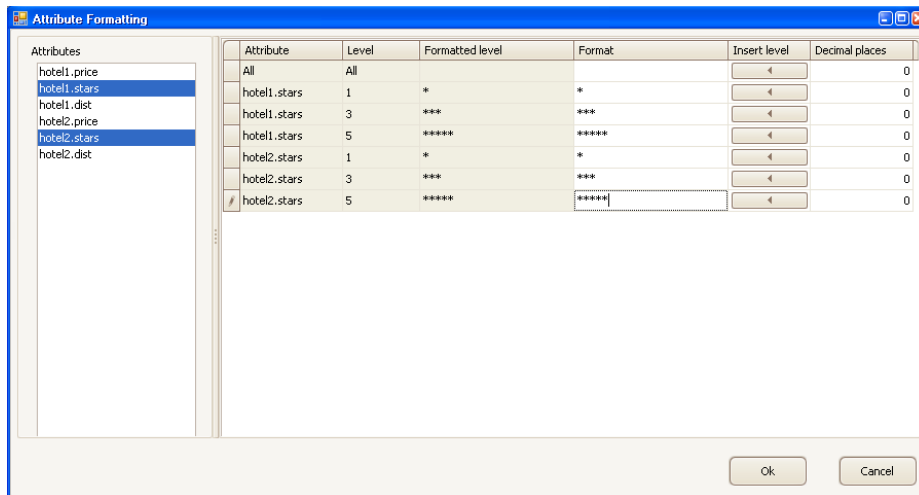 Attribute Formatting
Attributes
hotel1.price
hotel1.stars
hotel1.dist
hotel2.price
hotel2.stars
hotel2.dist
Attribute Level Formatted level Format Insert level Decimal places
All All 0
hotel1.stars 1 * * 0
hotel1.stars 3 *** *** 0
hotel1.stars 5 ***** ***** 0
hotel2.stars 1 * * 0
hotel2.stars 3 *** *** 0
hotel2.stars 5 ***** ***** 0
Ok Cancel